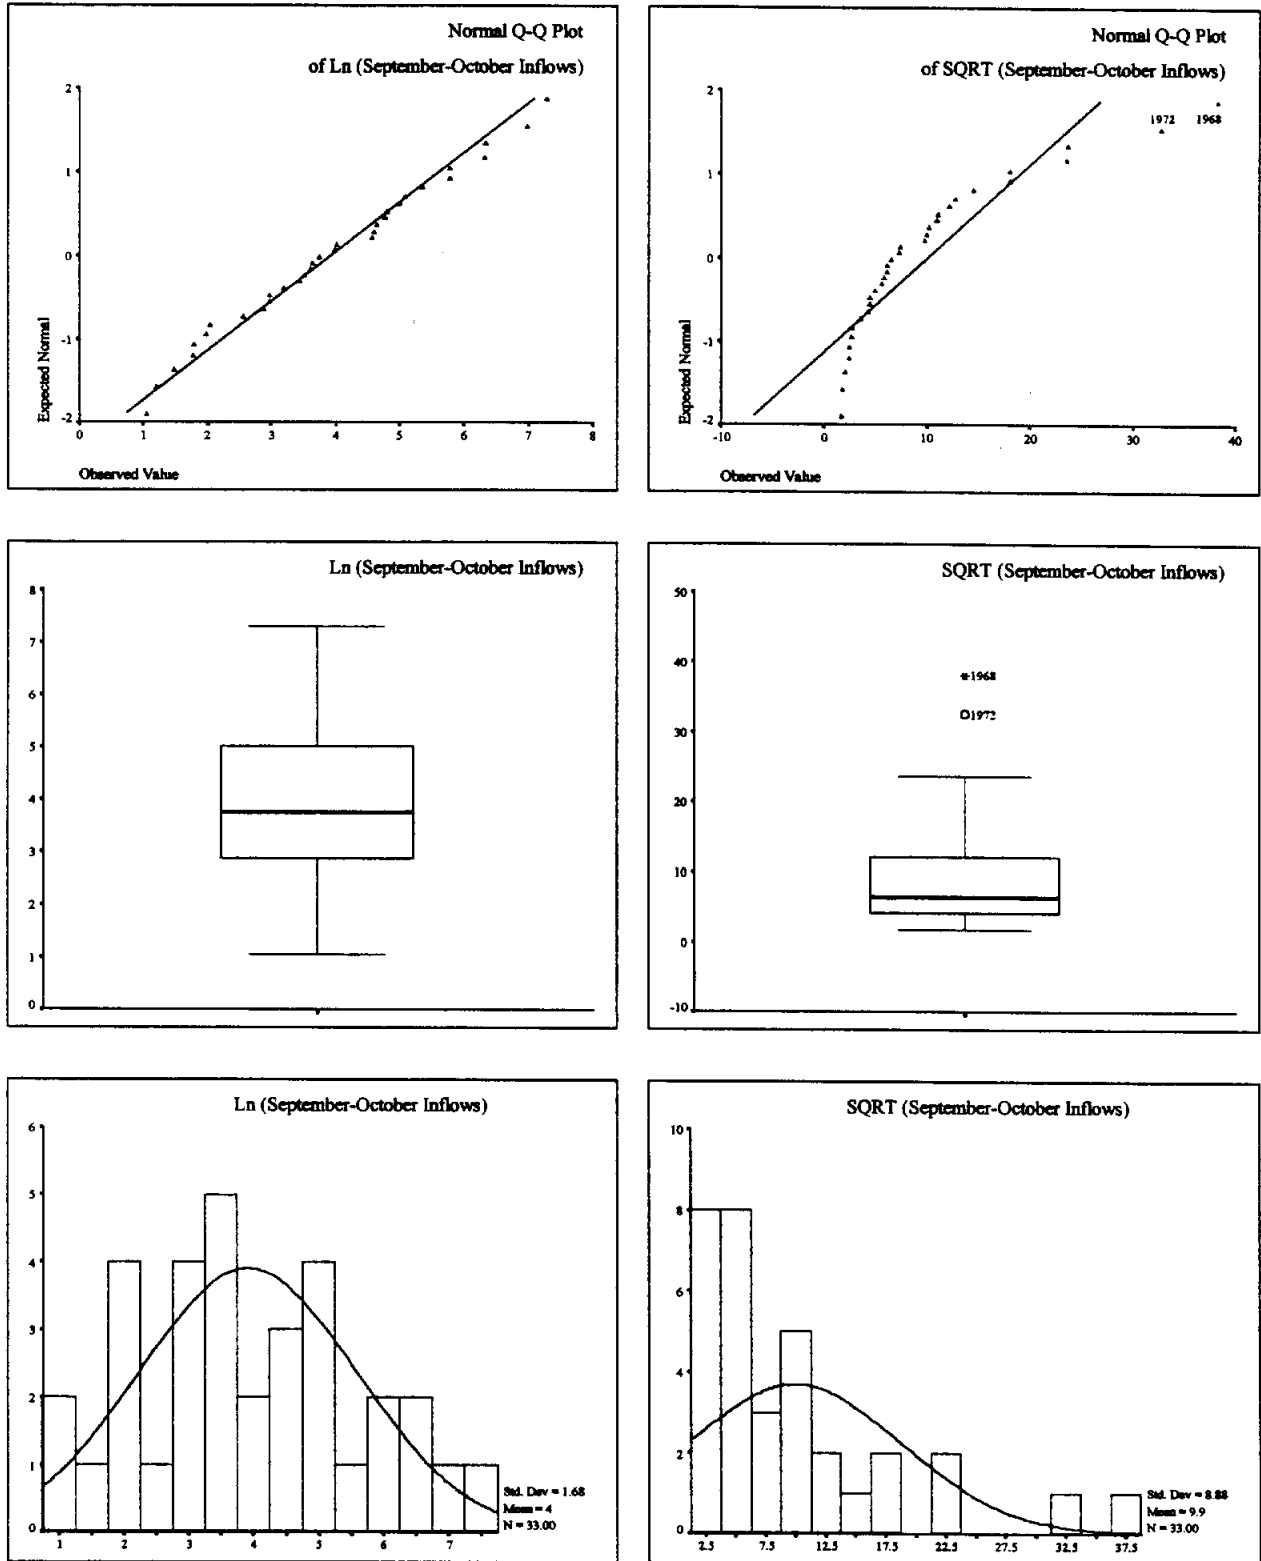 Normal Q-Q Plot
of Ln (September-October Inflows)
2
1
0
-1
-2
Expected Normal
0 1 2 3 4 5 6 7 8
Observed Value
Normal Q-Q Plot
of SQRT (September-October Inflows)
2
1972 1968
1
0
-1
-2
Expected Normal
-10 0 10 20 30 40
Observed Value
Ln (September-October Inflows)
8
7
6
5
4
3
2
1
0
SQRT (September-October Inflows)
50
40
1968
1972
30
20
10
0
-10
Ln (September-October Inflows)
6
5
4
3
2
1
0
Std. Dev = 1.68
Mean = 4
N = 33.00
1 2 3 4 5 6 7
SQRT (September-October Inflows)
10
8
6
4
2
0
Std. Dev = 8.88
Mean = 9.9
N = 33.00
2.5 7.5 12.5 17.5 22.5 27.5 32.5 37.5